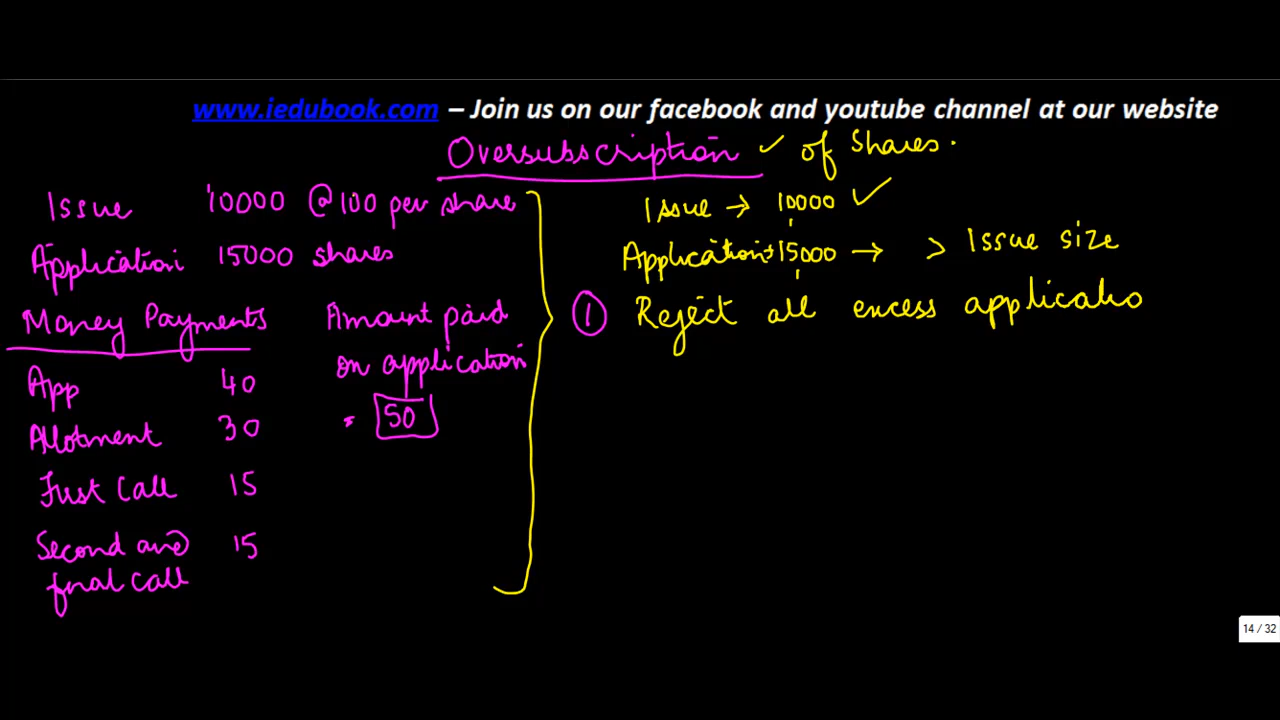 www.iedubook.com – Join us on our facebook and youtube channel at our website
Oversubscription ✓ of Shares.
Issue 10000 @ 100 per share
Application 15000 shares
Money Payments
App 40
Allotment 30
First Call 15
Second and 15
final call
Amount paid
on application
50
Issue → 10000 ✓
Application → 15000 → > Issue size
① Reject all excess applicatio
14 / 32